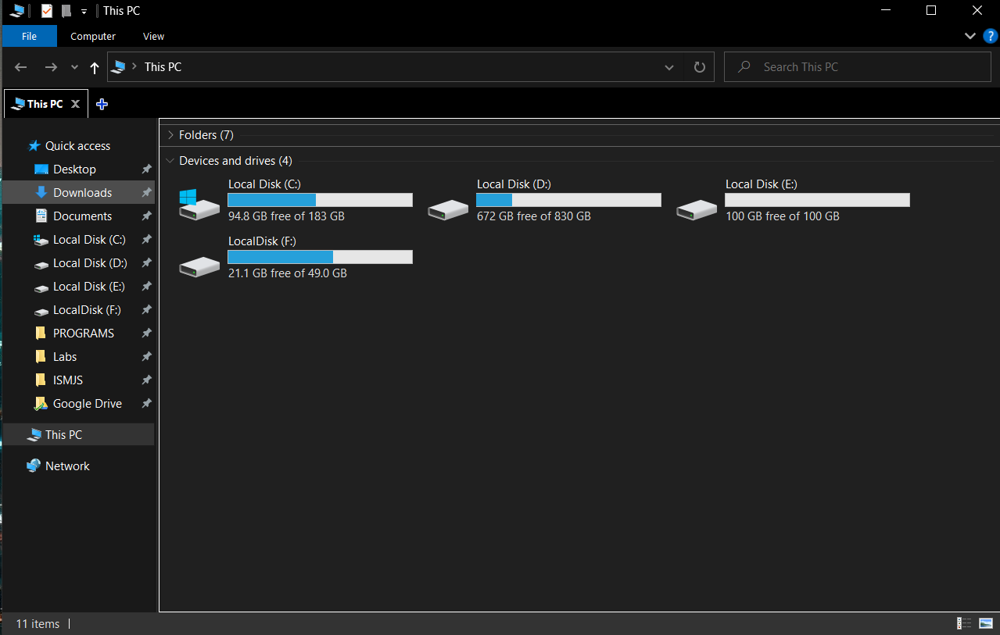 This PC
File Computer View
?
This PC
Search This PC
This PC
Quick access
Desktop
Downloads
Documents
Local Disk (C:)
Local Disk (D:)
Local Disk (E:)
LocalDisk (F:)
PROGRAMS
Labs
ISMJS
Google Drive
This PC
Network
Folders (7)
Devices and drives (4)
Local Disk (C:)
94.8 GB free of 183 GB
Local Disk (D:)
672 GB free of 830 GB
Local Disk (E:)
100 GB free of 100 GB
LocalDisk (F:)
21.1 GB free of 49.0 GB
11 items